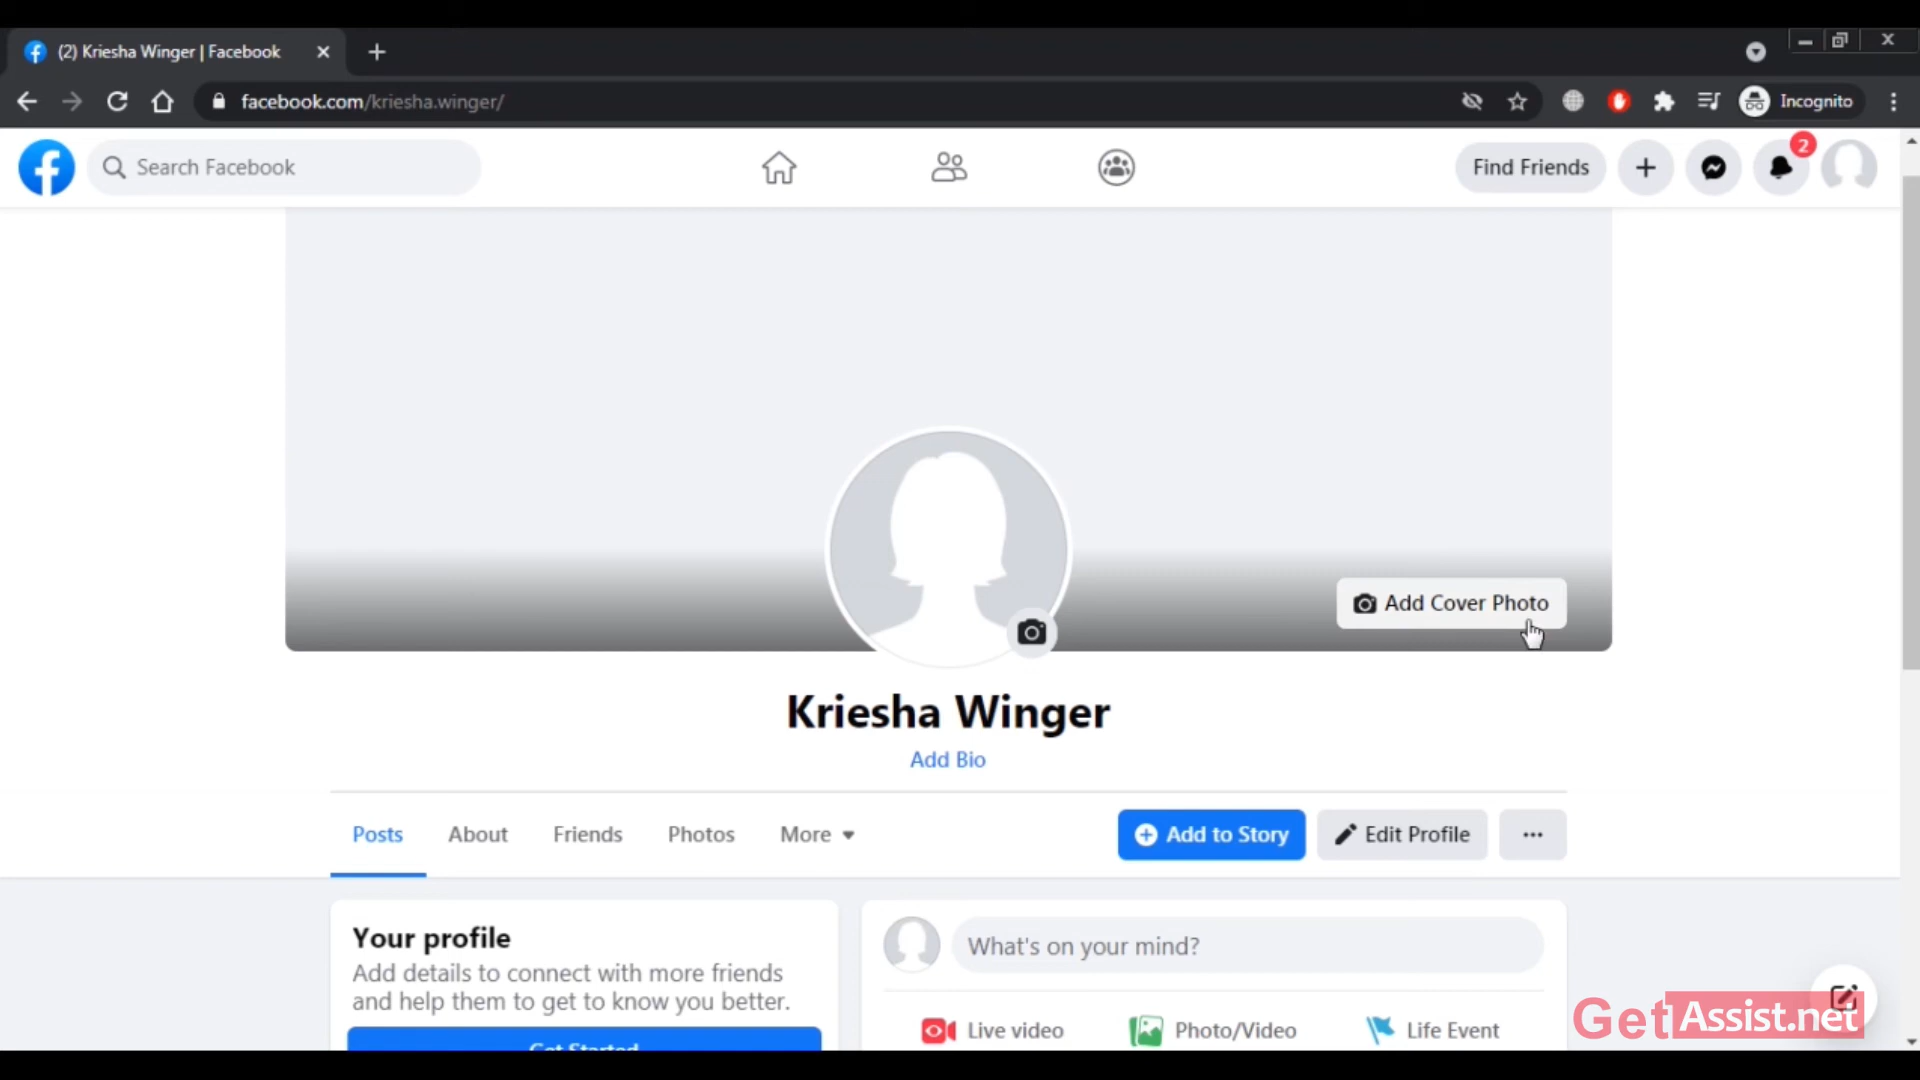 (2) Kriesha Winger | Facebook
facebook.com/kriesha.winger/
Incognito
Search Facebook
Find Friends
2
Add Cover Photo
Kriesha Winger
Add Bio
Posts
About
Friends
Photos
More
Add to Story
Edit Profile
Your profile
Add details to connect with more friends
and help them to get to know you better.
Get Started
What's on your mind?
Live video
Photo/Video
Life Event
GetAssist.net